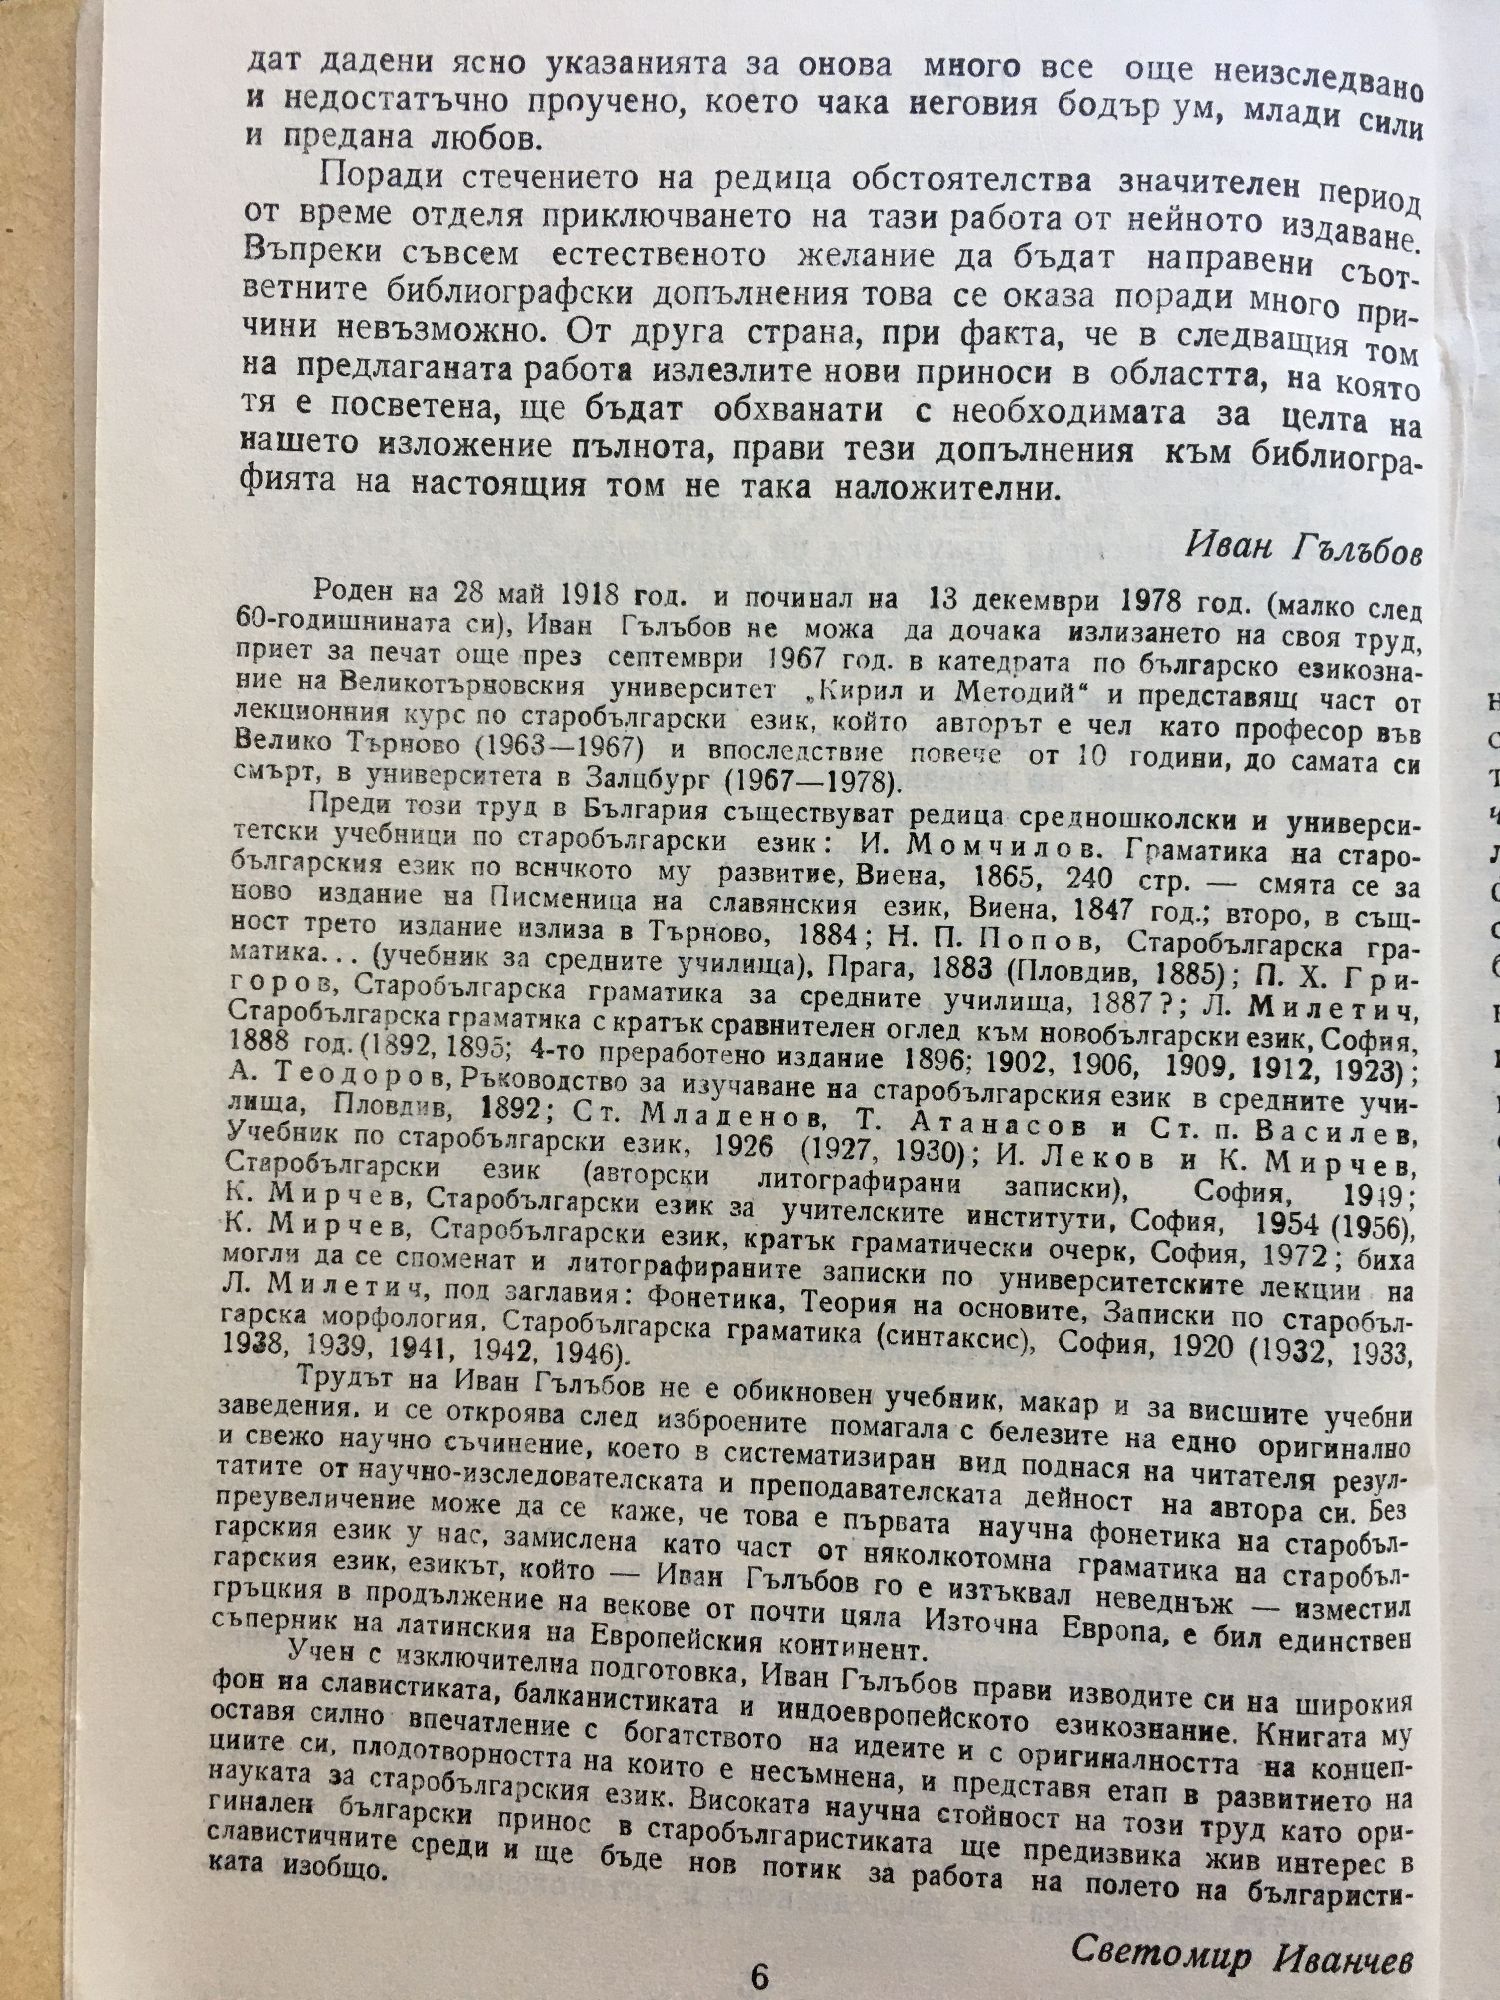 дат дадени ясно указанията за онова много все още неизследвано
и недостатъчно проучено, което чака неговия бодър ум, млади сили
и предана любов.
Поради стечението на редица обстоятелства значителен период
от време отделя приключването на тази работа от нейното издаване.
Въпреки съвсем естественото желание да бъдат направени съот-
ветните библиографски допълнения това се оказа поради много при-
чини невъзможно. От друга страна, при факта, че в следващия том
на предлаганата работа излезлите нови приноси в областта, на която
тя е посветена, ще бъдат обхванати с необходимата за целта на
нашето изложение пълнота, прави тези допълнения към библиогра-
фията на настоящия том не така наложителни.
Иван Гълъбов
Роден на 28 май 1918 год. и починал на 13 декември 1978 год. (малко след
60-годишнината си), Иван Гълъбов не можа да дочака излизането на своя труд,
приет за печат още през септември 1967 год. в катедрата по българско езикозна-
ние на Великотърновския университет „Кирил и Методий“ и представящ част от
лекционния курс по старобългарски език, който авторът е чел като професор във
Велико Търново (1963—1967) и впоследствие повече от 10 години, до самата си
смърт, в университета в Залцбург (1967—1978).
Преди този труд в България съществуват редица средношколски и универси-
тетски учебници по старобългарски език: И. Момчилов. Граматика на старо-
българския език по всичкото му развитие, Виена, 1865, 240 стр. — смята се за
ново издание на Писменица на славянския език, Виена, 1847 год.; второ, в същ-
ност трето издание излиза в Търново, 1884; Н. П. Попов, Старобългарска гра-
матика... (учебник за средните училища), Прага, 1883 (Пловдив, 1885); П. Х. Гри-
горов, Старобългарска граматика за средните училища, 1887?; Л. Милетич,
Старобългарска граматика с кратък сравнителен оглед към новобългарски език, София,
1888 год. (1892, 1895; 4-то преработено издание 1896; 1902, 1906, 1909, 1912, 1923);
А. Теодоров, Ръководство за изучаване на старобългарския език в средните учи-
лища, Пловдив, 1892; Ст. Младенов, Т. Атанасов и Ст. п. Василев,
Учебник по старобългарски език, 1926 (1927, 1930); И. Леков и К. Мирчев,
Старобългарски език (авторски литографирани записки), София, 1949;
К. Мирчев, Старобългарски език за учителските институти, София, 1954 (1956),
К. Мирчев, Старобългарски език, кратък граматически очерк, София, 1972; биха
могли да се споменат и литографираните записки по университетските лекции на
Л. Милетич, под заглавия: Фонетика, Теория на основите, Записки по старобъл-
гарска морфология, Старобългарска граматика (синтаксис), София, 1920 (1932, 1933,
1938, 1939, 1941, 1942, 1946).
Трудът на Иван Гълъбов не е обикновен учебник, макар и за висшите учебни
заведения, и се откроява след изброените помагала с белезите на едно оригинално
и свежо научно съчинение, което в систематизиран вид поднася на читателя резул-
татите от научно-изследователската и преподавателската дейност на автора си. Без
преувеличение може да се каже, че това е първата научна фонетика на старобъл-
гарския език у нас, замислена като част от няколкотомна граматика на старобъл-
гарския език, езикът, който — Иван Гълъбов го е изтъквал неведнъж — изместил
гръцкия в продължение на векове от почти цяла Източна Европа, е бил единствен
съперник на латинския на Европейския континент.
Учен с изключителна подготовка, Иван Гълъбов прави изводите си на широкия
фон на славистиката, балканистиката и индоевропейското езикознание. Книгата му
оставя силно впечатление с богатството на идеите и с оригиналността на концеп-
циите си, плодотворността на които е несъмнена, и представя етап в развитието на
науката за старобългарския език. Високата научна стойност на този труд като ори-
гинален български принос в старобългаристиката ще предизвика жив интерес в
славистичните среди и ще бъде нов потик за работа на полето на българисти-
ката изобщо.
Светомир Иванчев
6